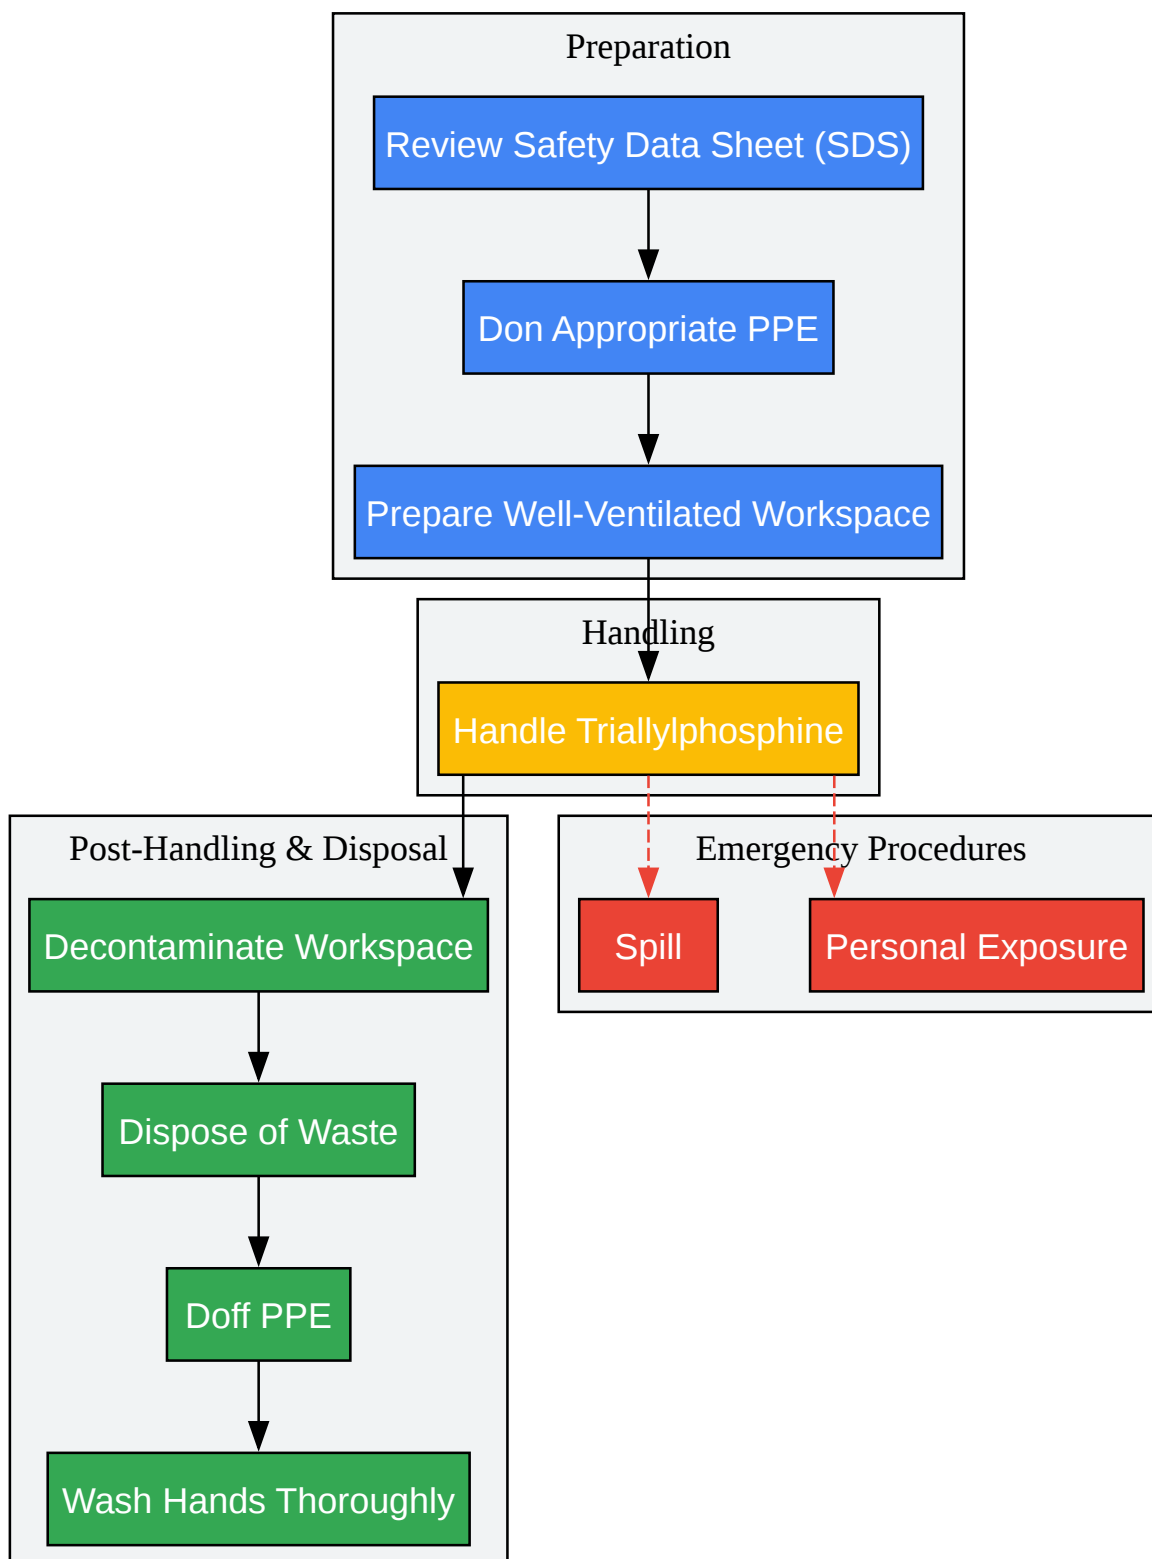 Preparation
Review Safety Data Sheet (SDS)
Don Appropriate PPE
Prepare Well-Ventilated Workspace
Handling
Handle Triallylphosphine
Post-Handling & Disposal
Decontaminate Workspace
Dispose of Waste
Doff PPE
Wash Hands Thoroughly
Emergency Procedures
Spill
Personal Exposure